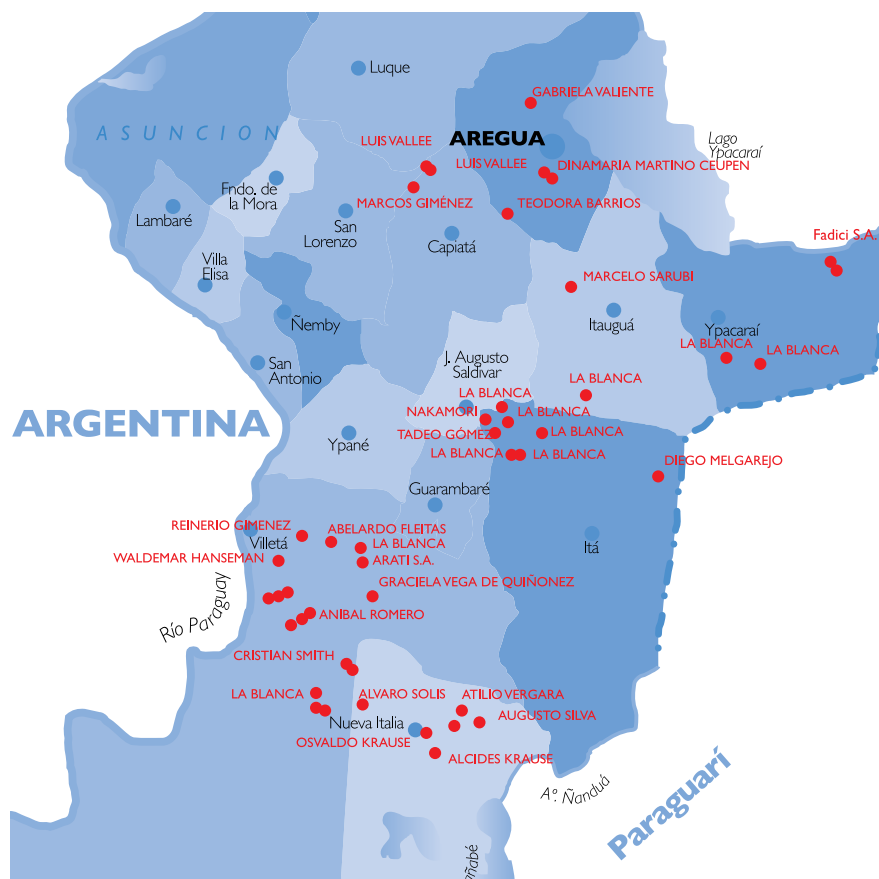 Luque
GABRIELA VALIENTE
ASUNCION
AREGUA
Lago
Ypacaraí
LUIS VALLEE
LUIS VALLEE
DINAMARIA MARTINO CEUPEN
Fndo. de
la Mora
MARCOS GIMÉNEZ
TEODORA BARRIOS
Lambaré
San
Lorenzo
Capiatá
Fadici S.A.
Villa
Elisa
MARCELO SARUBI
Ñemby
Itauguá
Ypacaraí
LA BLANCA
LA BLANCA
J. Augusto
Saldivar
San
Antonio
LA BLANCA
LA BLANCA
NAKAMORI
LA BLANCA
ARGENTINA
TADEO GÓMEZ
LA BLANCA
Ypané
LA BLANCA
LA BLANCA
DIEGO MELGAREJO
Guarambaré
REINERIO GIMENEZ
ABELARDO FLEITAS
Villetá
LA BLANCA
Itá
WALDEMAR HANSEMAN
ARATI S.A.
GRACIELA VEGA DE QUIÑONEZ
Río Paraguay
ANIBAL ROMERO
CRISTIAN SMITH
LA BLANCA
ALVARO SOLIS
ATILIO VERGARA
Nueva Italia
AUGUSTO SILVA
OSVALDO KRAUSE
ALCIDES KRAUSE
Aº. Ñanduá
Paraguarí
añabé